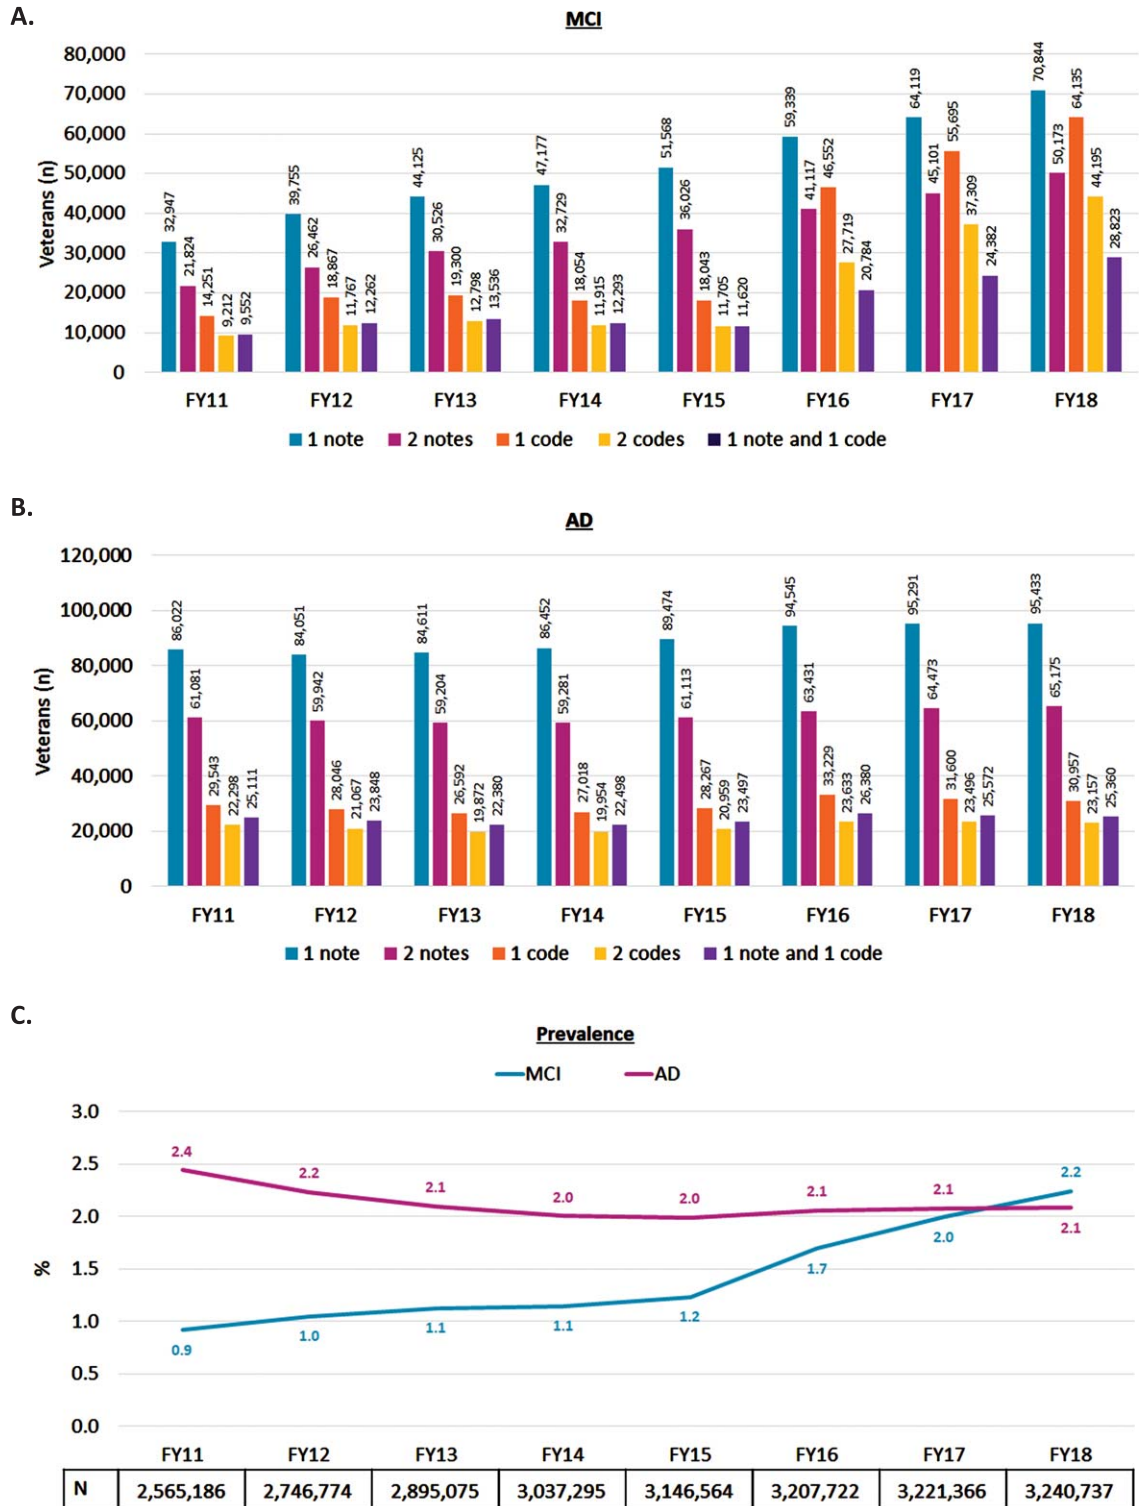 A.
MCI
80,000
70,000
60,000
50,000
40,000
30,000
20,000
10,000
0
Veterans (n)
32,947 21,824 14,251 9,212 9,552
39,755 26,462 18,867 11,767 12,262
44,125 30,526 19,300 12,798 13,536
47,177 32,729 18,054 11,915 12,293
51,568 36,026 18,043 11,705 11,620
59,339 41,117 46,552 27,719 20,784
64,119 45,101 55,695 37,309 24,382
70,844 50,173 64,135 44,195 28,823
FY11 FY12 FY13 FY14 FY15 FY16 FY17 FY18
1 note 2 notes 1 code 2 codes 1 note and 1 code
B.
AD
120,000
100,000
80,000
60,000
40,000
20,000
0
Veterans (n)
86,022 61,081 29,543 22,298 25,111
84,051 59,942 28,046 21,067 23,848
84,611 59,204 26,592 19,872 22,380
86,452 59,281 27,018 19,954 22,498
89,474 61,113 28,267 20,959 23,497
94,545 63,431 33,229 23,633 26,380
95,291 64,473 31,600 23,496 25,572
95,433 65,175 30,957 23,157 25,360
FY11 FY12 FY13 FY14 FY15 FY16 FY17 FY18
1 note 2 notes 1 code 2 codes 1 note and 1 code
C.
Prevalence
MCI AD
3.0
2.5
2.0
1.5
1.0
0.5
0.0
%
2.4 2.2 2.1 2.0 2.0 2.1 2.1 2.1
0.9 1.0 1.1 1.1 1.2 1.7 2.0 2.2
FY11 FY12 FY13 FY14 FY15 FY16 FY17 FY18
N 2,565,186 2,746,774 2,895,075 3,037,295 3,146,564 3,207,722 3,221,366 3,240,737